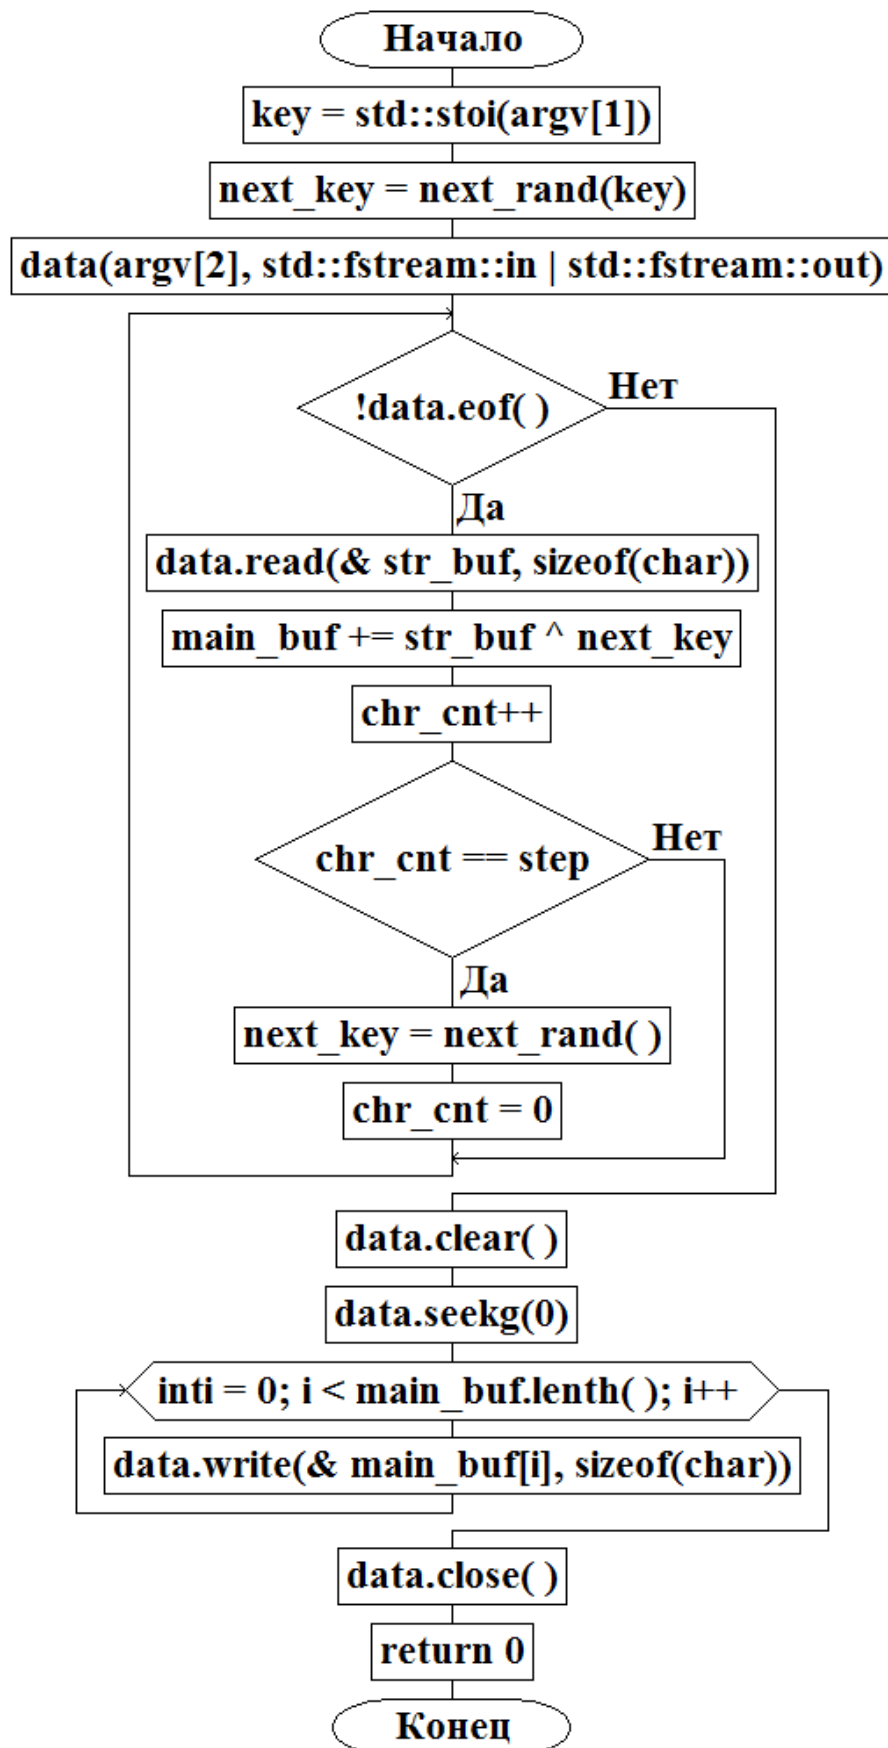 Начало
key = std::stoi(argv[1])
next_key = next_rand(key)
data(argv[2], std::fstream::in | std::fstream::out)
!data.eof( )
Нет
Да
data.read(& str_buf, sizeof(char))
main_buf += str_buf ^ next_key
chr_cnt++
chr_cnt == step
Нет
Да
next_key = next_rand( )
chr_cnt = 0
data.clear( )
data.seekg(0)
inti = 0; i < main_buf.lenth( ); i++
data.write(& main_buf[i], sizeof(char))
data.close( )
return 0
Конец